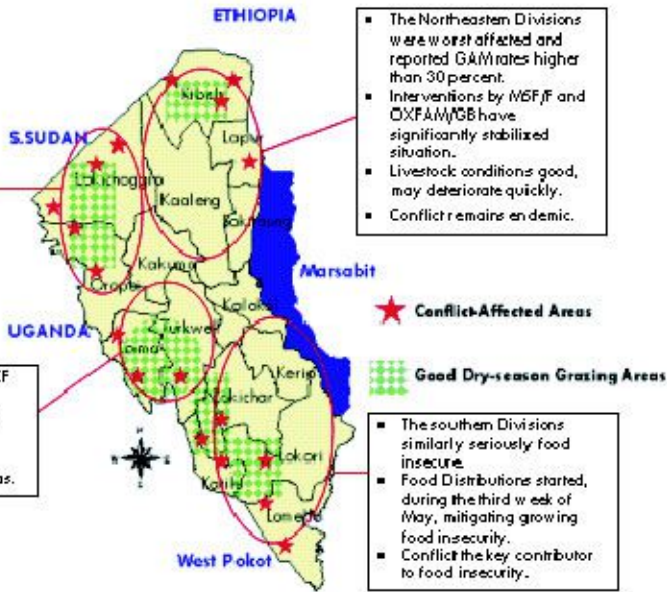 ETHIOPIA
▪ The Northeastern Divisions
were worst affected and
reported GAM rates higher
than 30 percent.
▪ Interventions by MSF/F and
OXFAM/GB have
significantly stabilized
situation.
▪ Livestock conditions good,
may deteriorate quickly.
▪ Conflict remains endemic.
Kibish
S.SUDAN
Lapur
Lokichoggio
Kaaleng
Kakuma
Marsabit
Oropoi
Kalokol
Conflict-Affected Areas
UGANDA
Turkwell
Loima
Good Dry-season Grazing Areas
Kerio
Lokichar
▪ The southern Divisions
similarly seriously food
insecure.
▪ Food Distributions started,
during the third week of
May, mitigating growing
food insecurity.
▪ Conflict the key contributor
to food insecurity.
Lokori
N
S
West Pokot